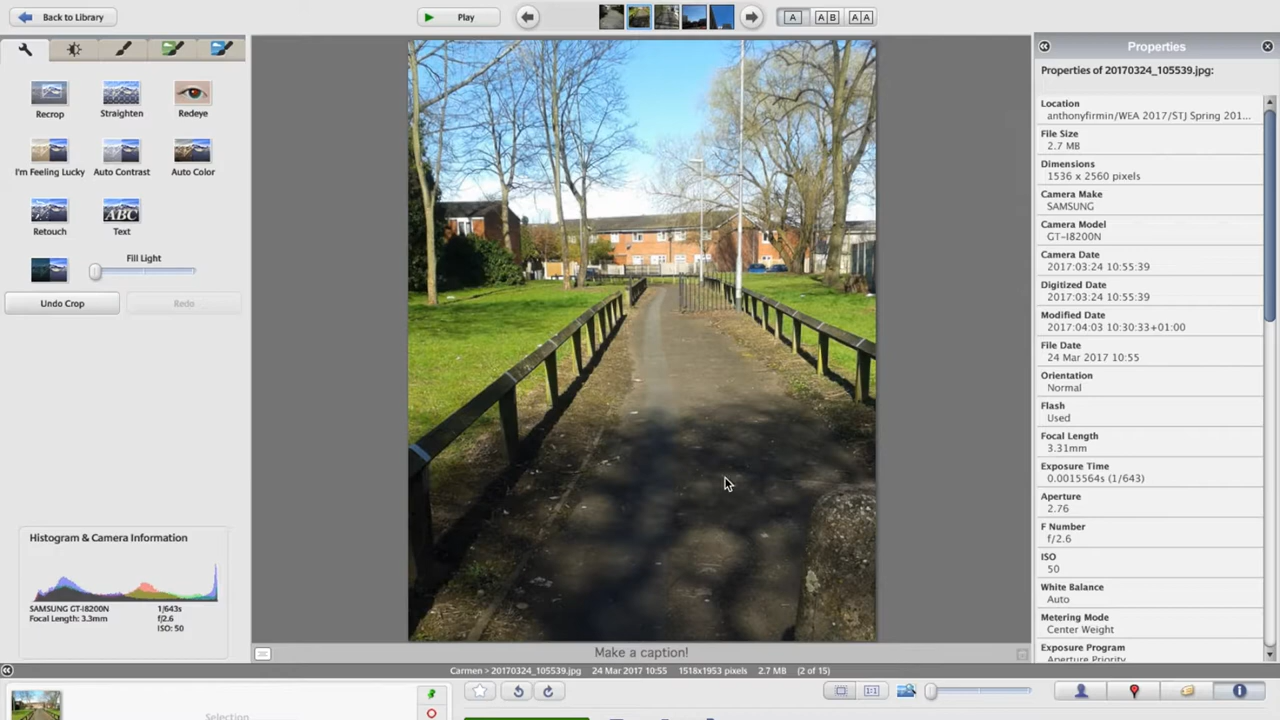 Back to Library
Play
A
AB
AA
Properties
Properties of 20170324_105539.jpg:
Recrop
Straighten
Redeye
I'm Feeling Lucky
Auto Contrast
Auto Color
Retouch
ABC
Text
Fill Light
Undo Crop
Redo
Histogram & Camera Information
SAMSUNG GT-I8200N
Focal Length: 3.3mm
1/643s
f/2.6
ISO: 50
Location
anthonyfirmin/WEA 2017/STJ Spring 201...
File Size
2.7 MB
Dimensions
1536 x 2560 pixels
Camera Make
SAMSUNG
Camera Model
GT-I8200N
Camera Date
2017:03:24 10:55:39
Digitized Date
2017:03:24 10:55:39
Modified Date
2017:04:03 10:30:33+01:00
File Date
24 Mar 2017 10:55
Orientation
Normal
Flash
Used
Focal Length
3.31mm
Exposure Time
0.0015564s (1/643)
Aperture
2.76
F Number
f/2.6
ISO
50
White Balance
Auto
Metering Mode
Center Weight
Exposure Program
Aperture Priority
Make a caption!
Carmen > 20170324_105539.jpg 24 Mar 2017 10:55 1518x1953 pixels 2.7 MB (2 of 15)
1:1
Selection